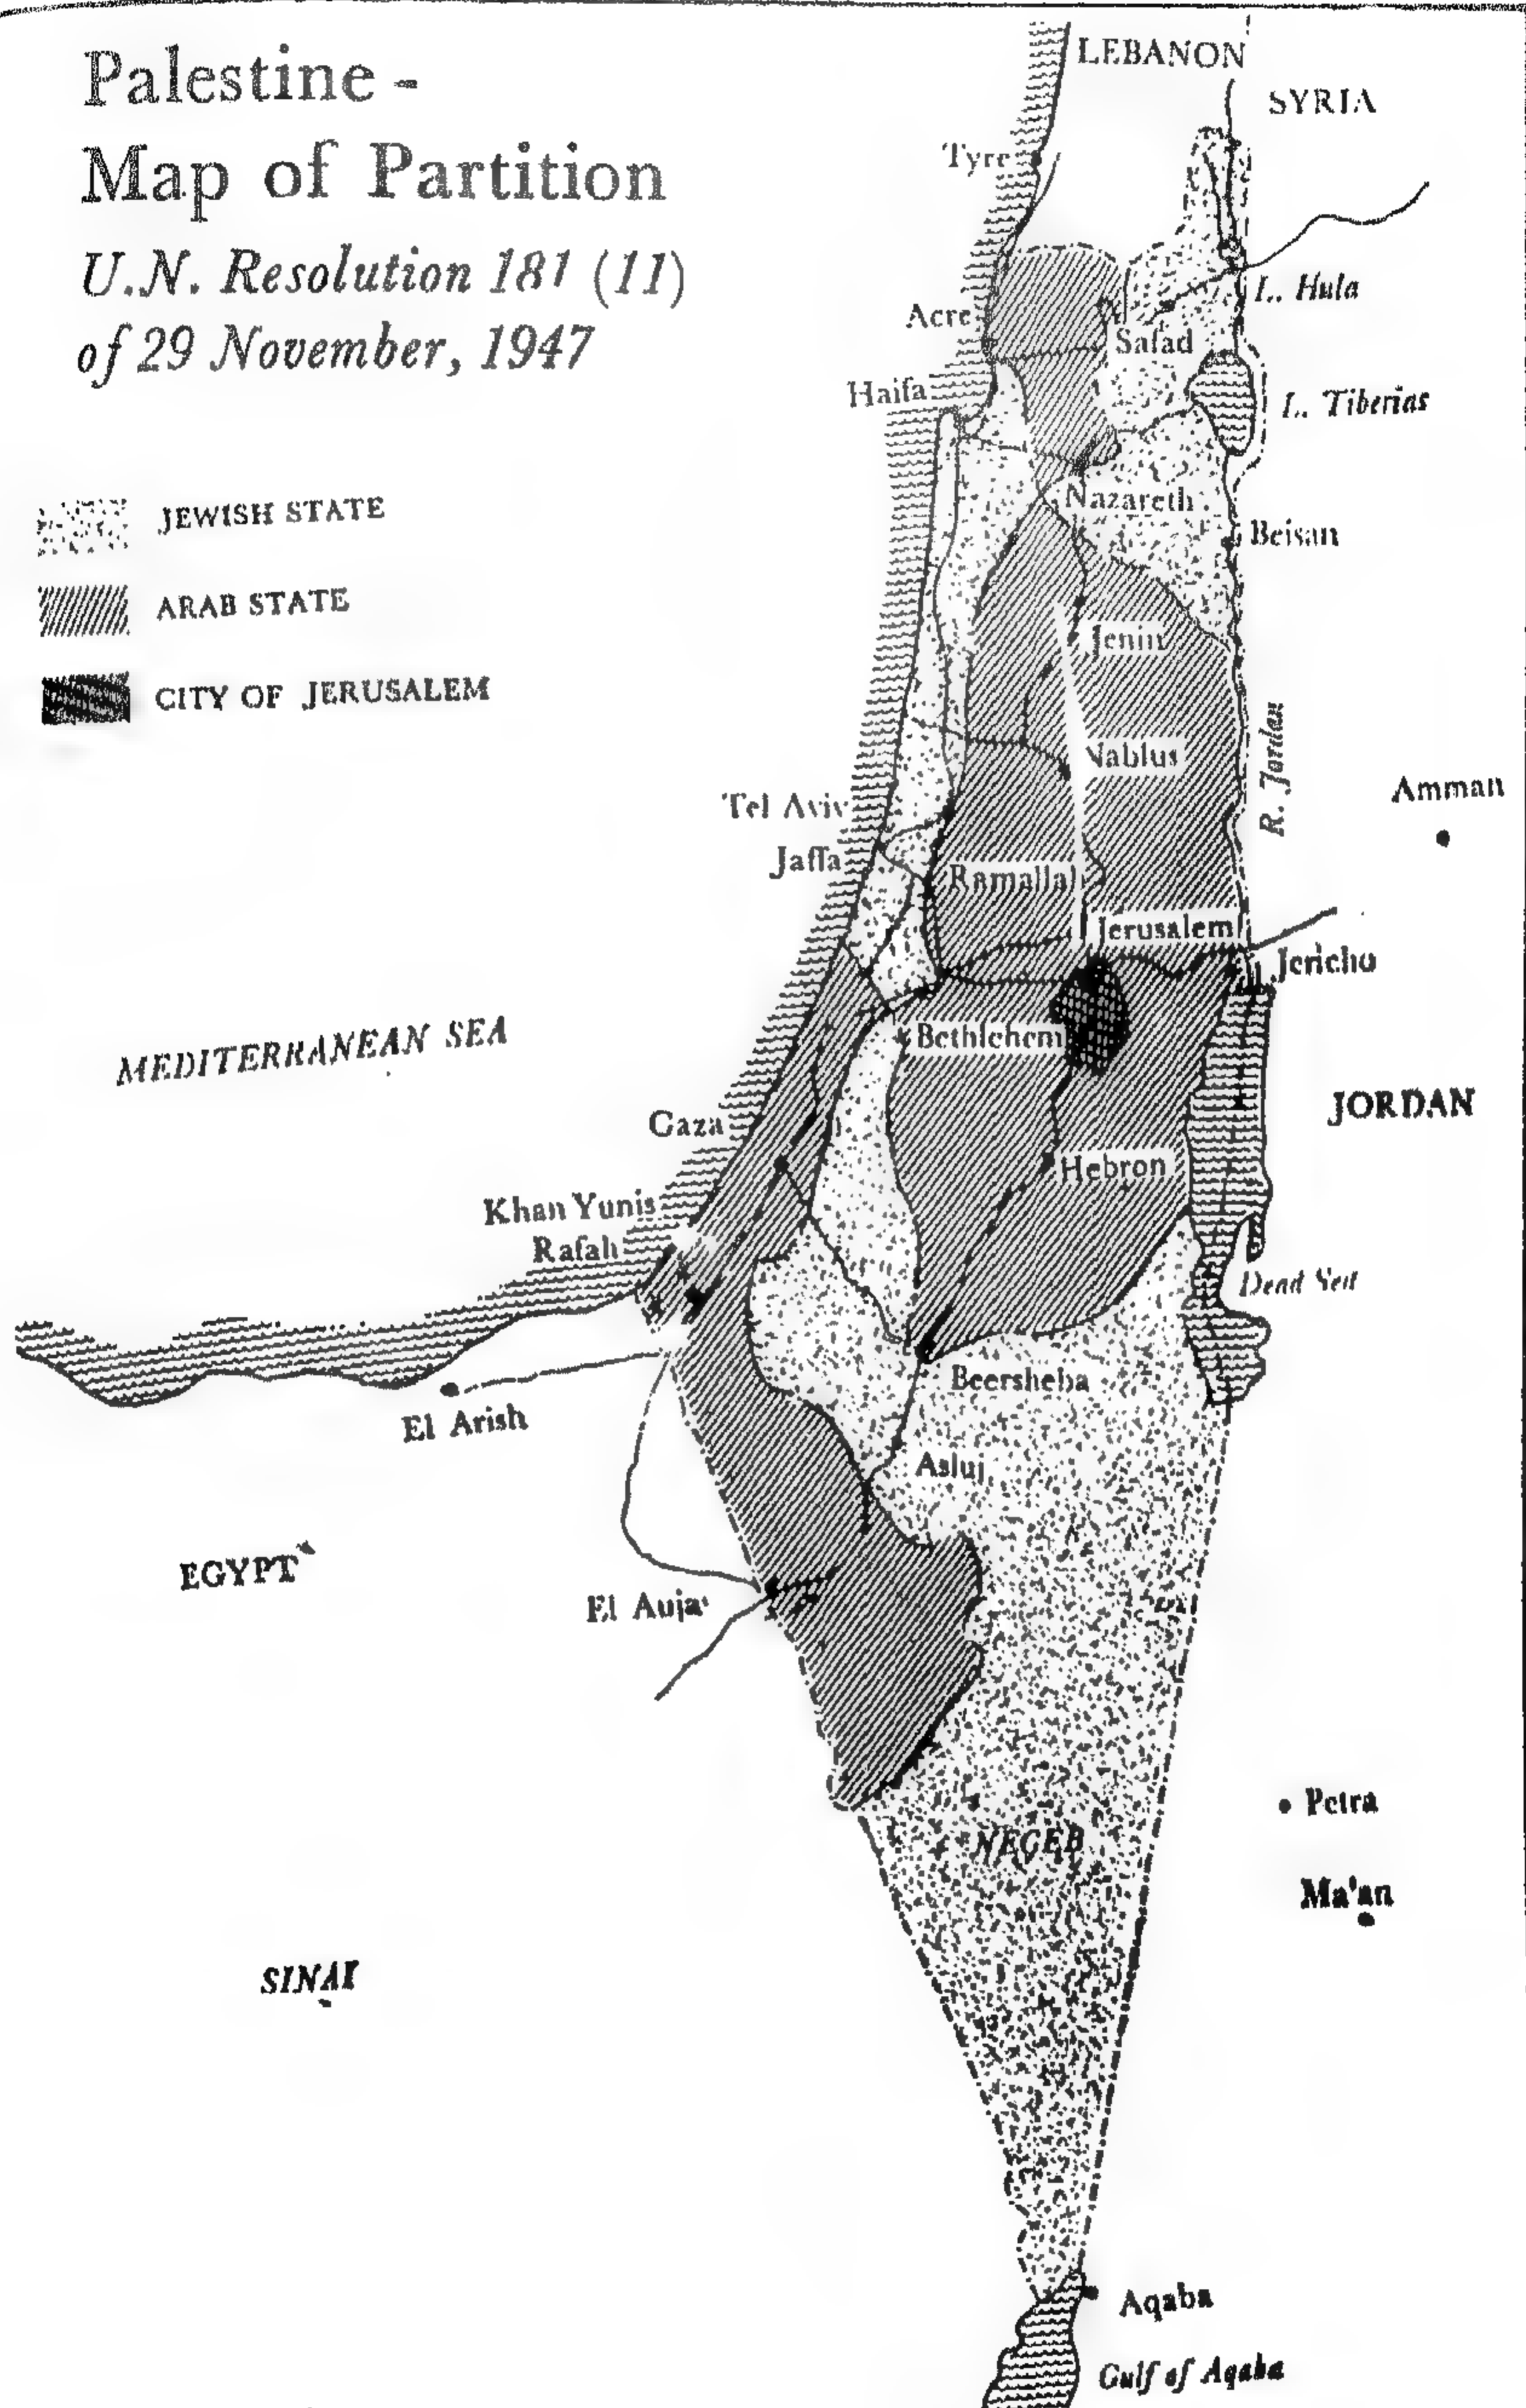 Palestine -
Map of Partition
U.N. Resolution 181 (11)
of 29 November, 1947
JEWISH STATE
ARAB STATE
CITY OF JERUSALEM
LEBANON
SYRIA
Tyre
L. Hula
Acre
Safad
Haifa
L. Tiberias
Nazareth
Beisan
Jenin
R. Jordan
Nablus
Amman
Tel Aviv
Jaffa
Ramallah
Jerusalem
Jericho
MEDITERRANEAN SEA
Bethlehem
JORDAN
Gaza
Hebron
Khan Yunis
Rafah
Dead Sea
Beersheba
El Arish
Asluj
EGYPT
El Auja
Petra
NEGEB
Ma'an
SINAI
Aqaba
Gulf of Aqaba